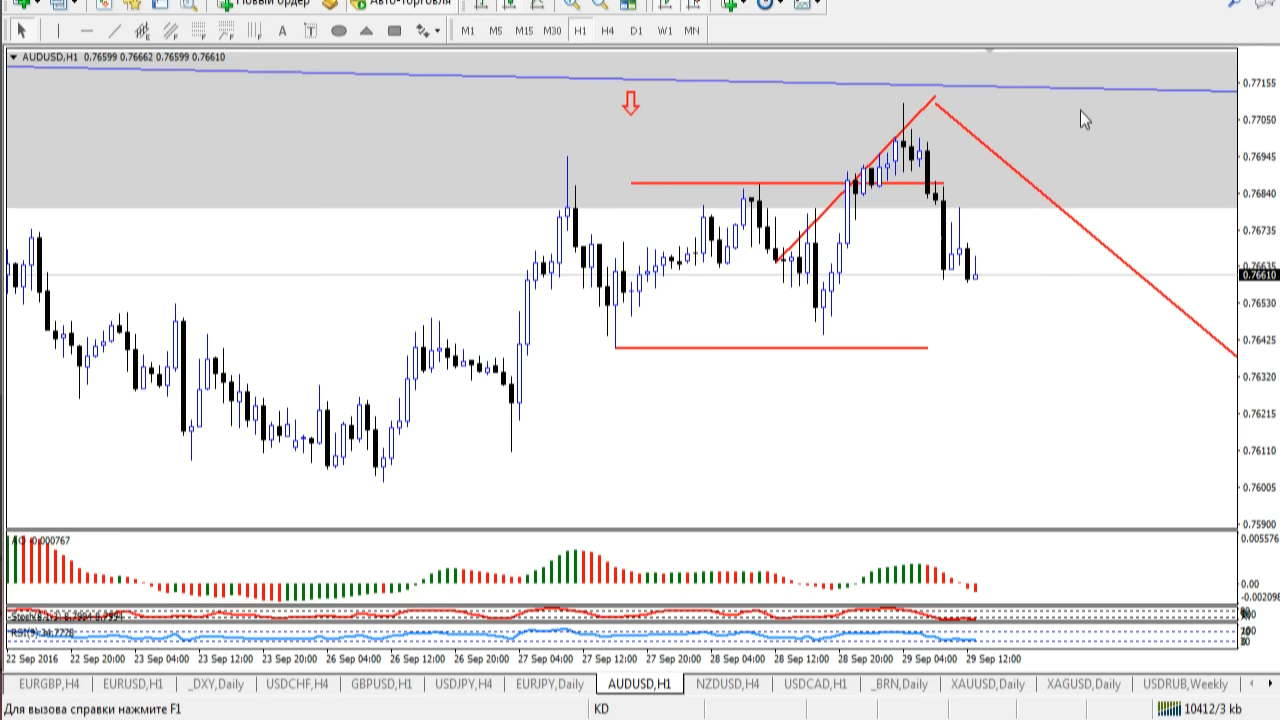 Новый ордер Авто-торговля
A T M1 M5 M15 M30 H1 H4 D1 W1 MN
AUDUSD,H1 0.76599 0.76662 0.76599 0.76610
0.77155
0.77050
0.76945
0.76840
0.76735
0.76635
0.76610
0.76530
0.76425
0.76320
0.76215
0.76110
0.76005
0.75900
AO -0.000767
0.005576
0.00
-0.002098
RSI(9) 34.7778
22 Sep 2016 22 Sep 20:00 23 Sep 04:00 23 Sep 12:00 23 Sep 20:00 26 Sep 04:00 26 Sep 12:00 26 Sep 20:00 27 Sep 04:00 27 Sep 12:00 27 Sep 20:00 28 Sep 04:00 28 Sep 12:00 28 Sep 20:00 29 Sep 04:00 29 Sep 12:00
EURGBP,H4 EURUSD,H1 _DXY,Daily USDCHF,H4 GBPUSD,H1 USDJPY,H4 EURJPY,Daily AUDUSD,H1 NZDUSD,H4 USDCAD,H1 _BRN,Daily XAUUSD,Daily XAGUSD,Daily USDRUB,Weekly
Для вызова справки нажмите F1 KD 10412/3 kb